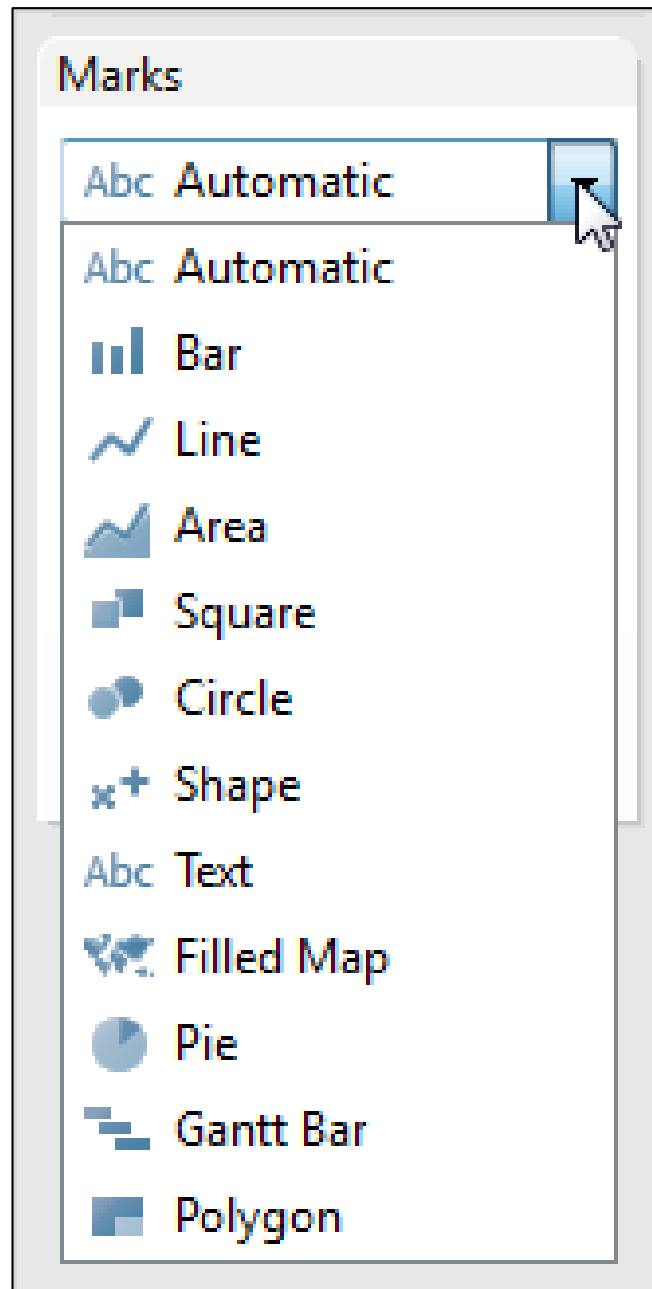 Marks
Abc Automatic
Abc Automatic
Bar
Line
Area
Square
Circle
Shape
Abc Text
Filled Map
Pie
Gantt Bar
Polygon